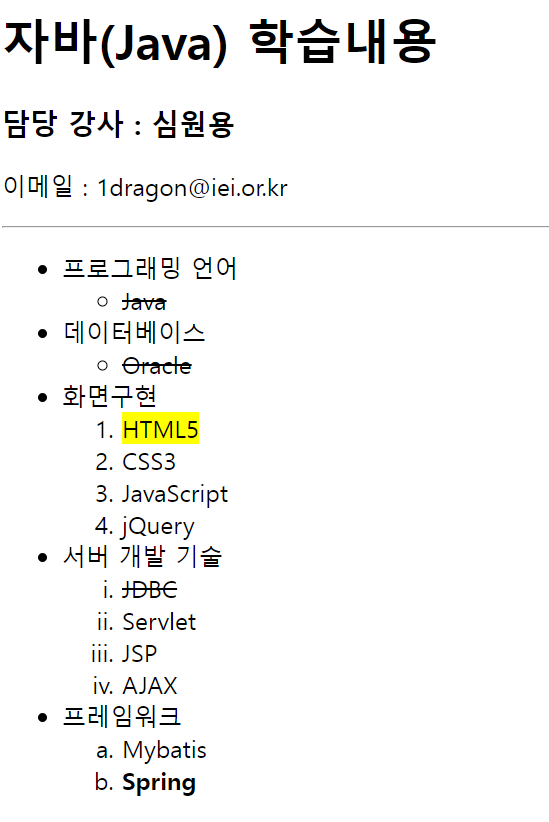 자바(Java) 학습내용
담당 강사 : 심원용
이메일 : 1dragon@iei.or.kr
• 프로그래밍 언어
○ Java
• 데이터베이스
○ Oracle
• 화면구현
1. HTML5
2. CSS3
3. JavaScript
4. jQuery
• 서버 개발 기술
i. JDBC
ii. Servlet
iii. JSP
iv. AJAX
• 프레임워크
a. Mybatis
b. Spring